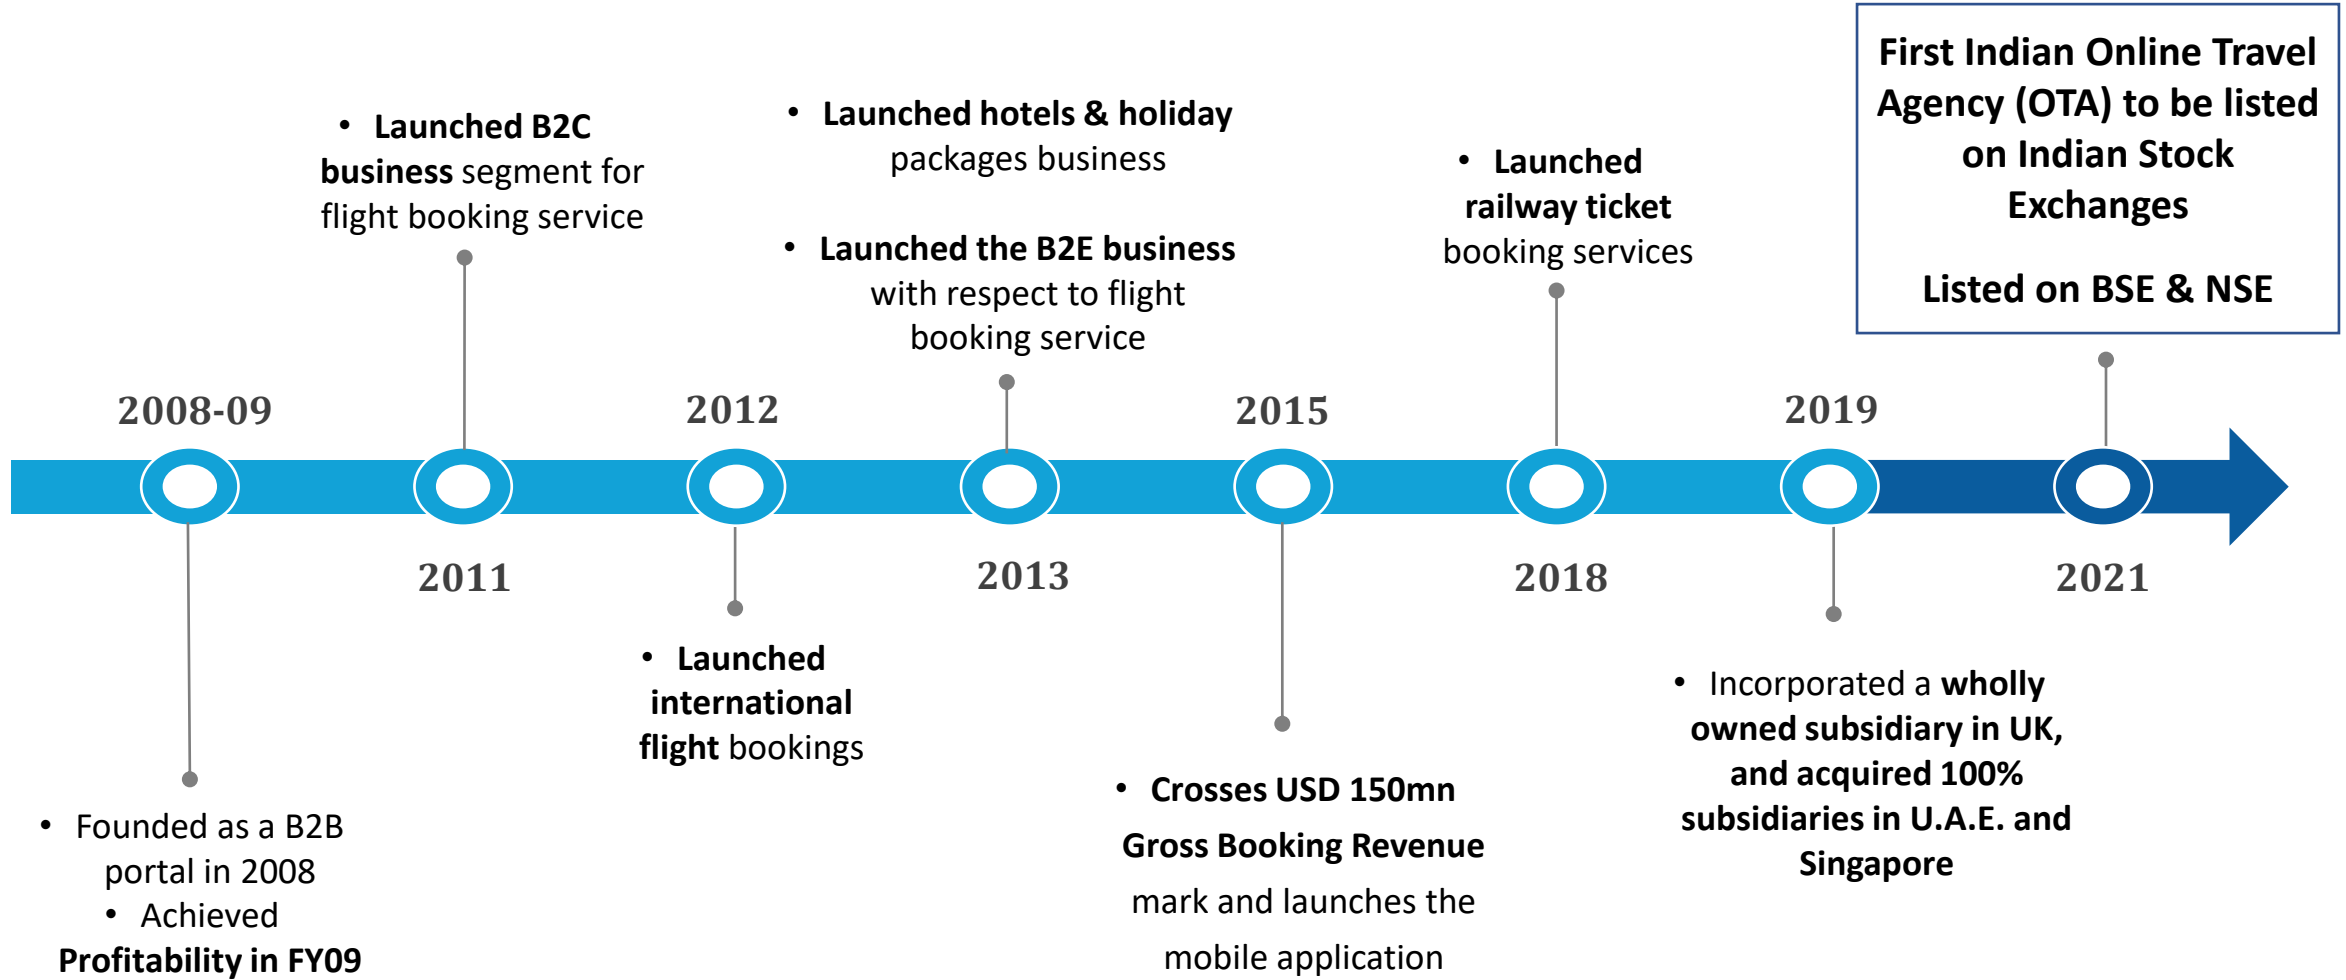 2008-09
• Founded as a B2B
portal in 2008
• Achieved
Profitability in FY09
• Launched B2C
business segment for
flight booking service
2011
2012
• Launched
international
flight bookings
• Launched hotels & holiday
packages business
• Launched the B2E business
with respect to flight
booking service
2013
2015
• Crosses USD 150mn
Gross Booking Revenue
mark and launches the
mobile application
• Launched
railway ticket
booking services
2018
2019
• Incorporated a wholly
owned subsidiary in UK,
and acquired 100%
subsidiaries in U.A.E. and
Singapore
First Indian Online Travel
Agency (OTA) to be listed
on Indian Stock
Exchanges
Listed on BSE & NSE
2021